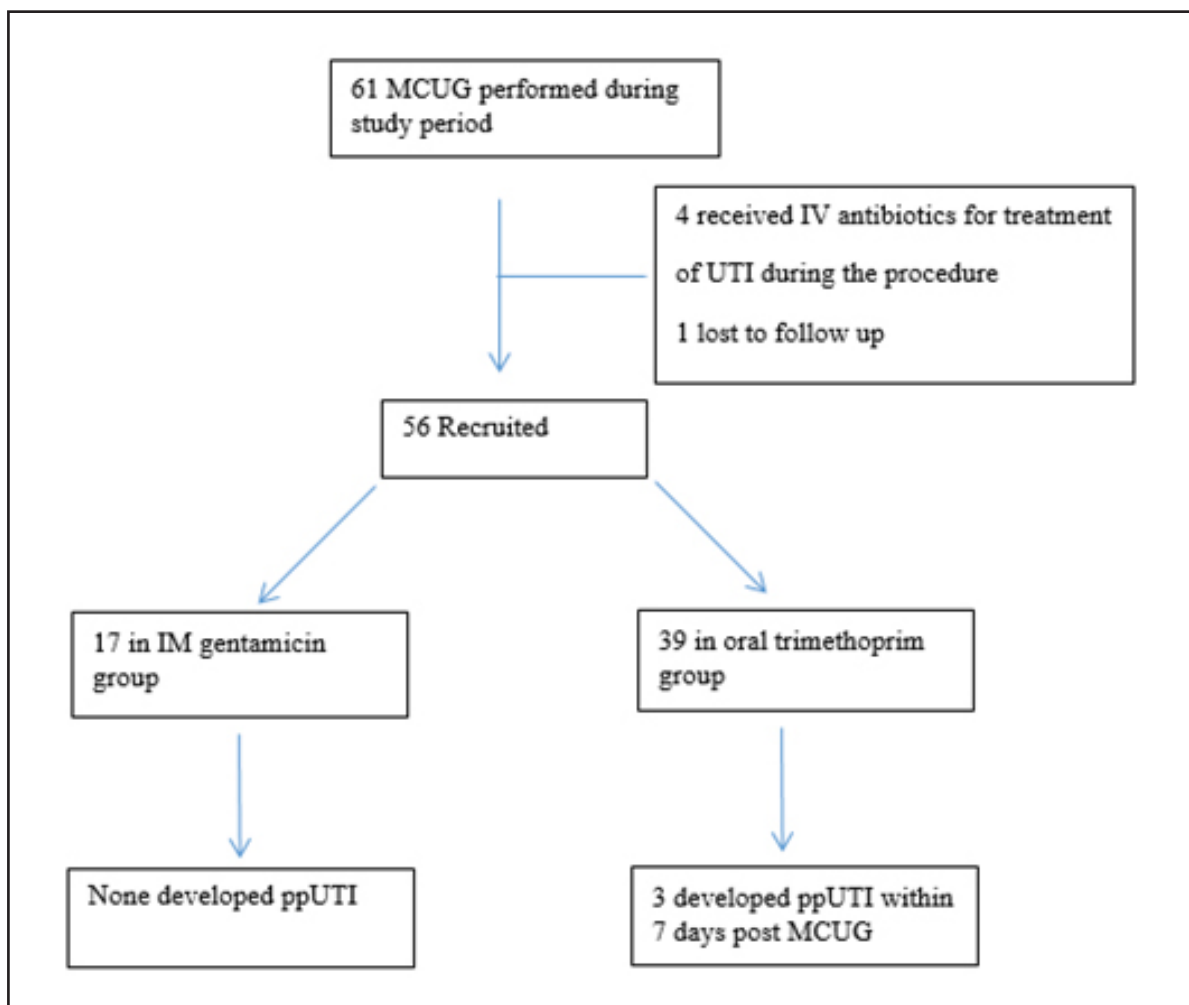 61 MCUG performed during
study period
4 received IV antibiotics for treatment
of UTI during the procedure
1 lost to follow up
56 Recruited
17 in IM gentamicin
group
39 in oral trimethoprim
group
None developed ppUTI
3 developed ppUTI within
7 days post MCUG